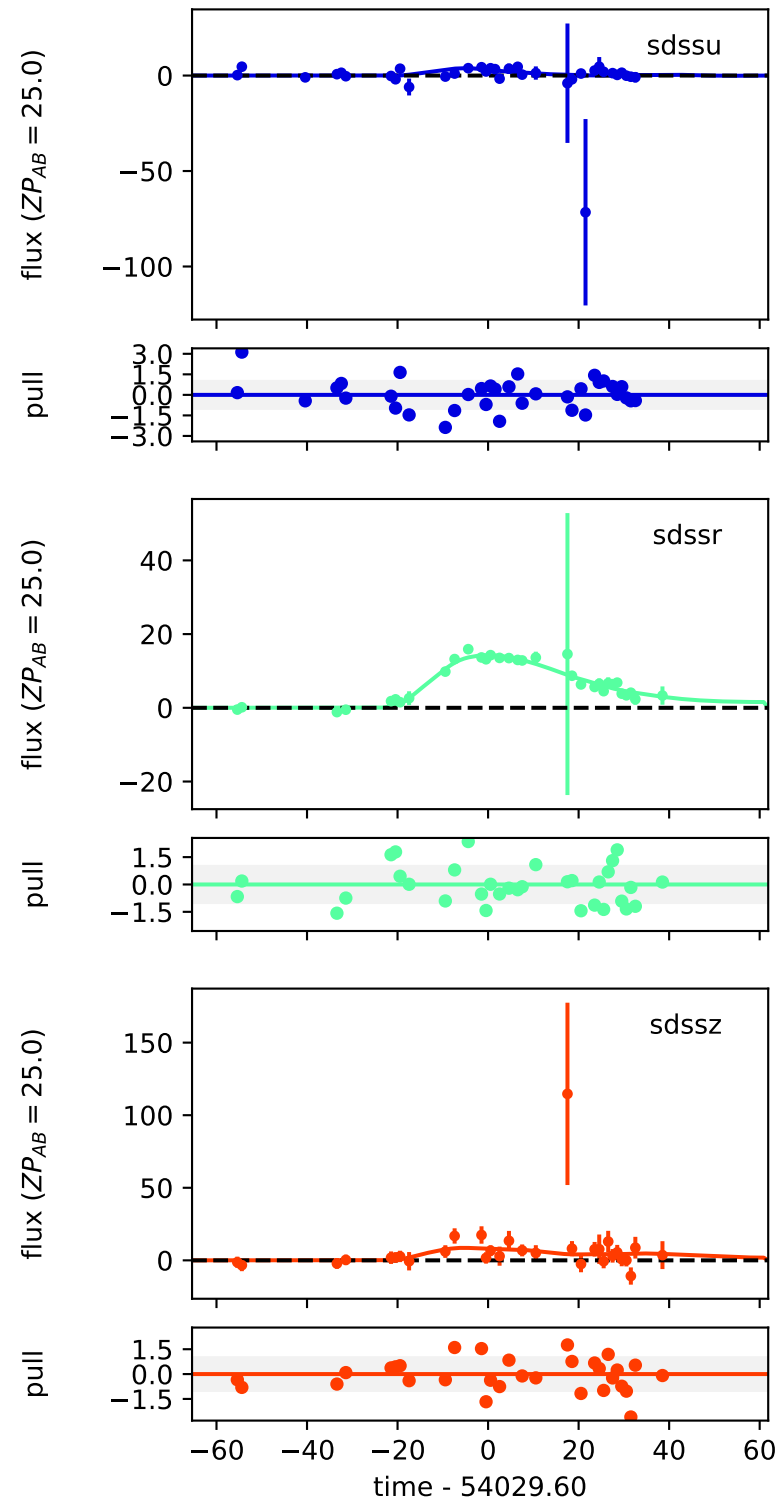 sdssu
flux (ZP_AB = 25.0)
0
−50
−100
pull
3.0
1.5
0.0
−1.5
−3.0
sdssr
flux (ZP_AB = 25.0)
40
20
0
−20
pull
1.5
0.0
−1.5
sdssz
flux (ZP_AB = 25.0)
150
100
50
0
pull
1.5
0.0
−1.5
−60 −40 −20 0 20 40 60
time - 54029.60